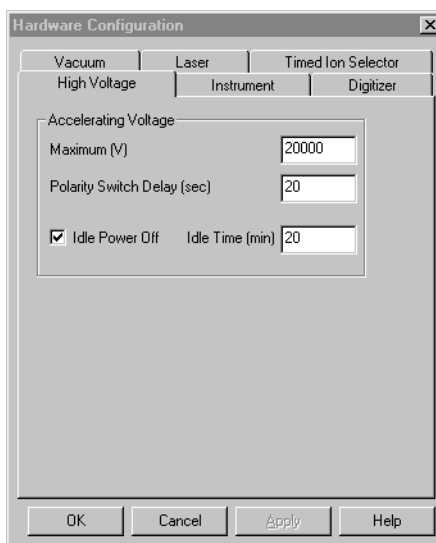 Hardware Configuration
Vacuum Laser Timed Ion Selector
High Voltage Instrument Digitizer
Accelerating Voltage
Maximum (V) 20000
Polarity Switch Delay (sec) 20
Idle Power Off Idle Time (min) 20
OK Cancel Apply Help